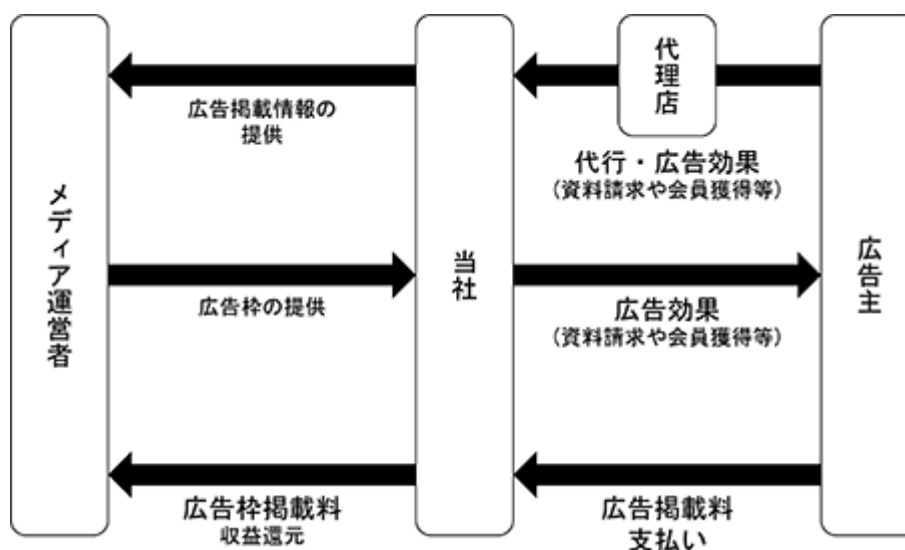 メディア運営者
広告掲載情報の
提供
広告枠の提供
広告枠掲載料
収益還元
当社
代理店
代行・広告効果
（資料請求や会員獲得等）
広告効果
（資料請求や会員獲得等）
広告掲載料
支払い
広告主